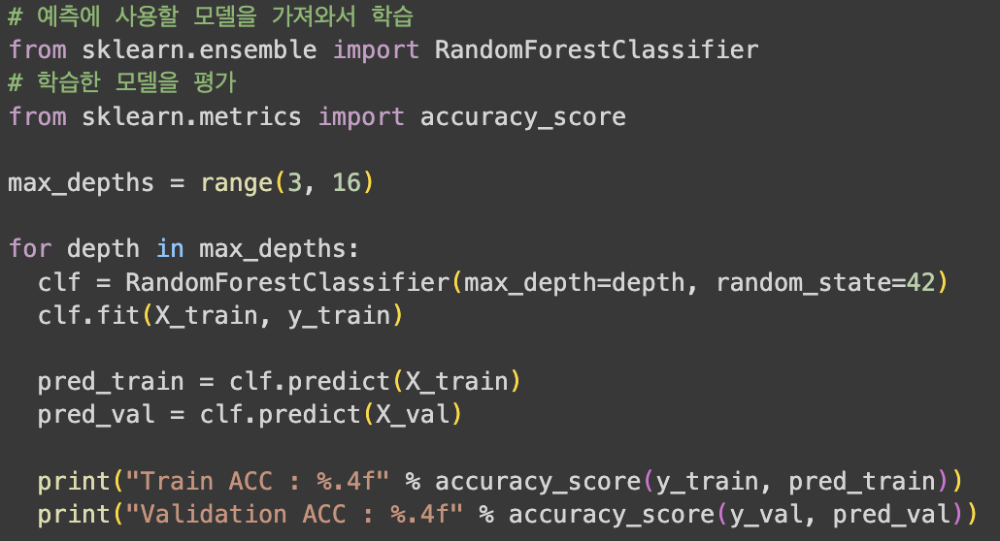 # 예측에 사용할 모델을 가져와서 학습
from sklearn.ensemble import RandomForestClassifier
# 학습한 모델을 평가
from sklearn.metrics import accuracy_score

max_depths = range(3, 16)

for depth in max_depths:
  clf = RandomForestClassifier(max_depth=depth, random_state=42)
  clf.fit(X_train, y_train)

  pred_train = clf.predict(X_train)
  pred_val = clf.predict(X_val)

  print("Train ACC : %.4f" % accuracy_score(y_train, pred_train))
  print("Validation ACC : %.4f" % accuracy_score(y_val, pred_val))